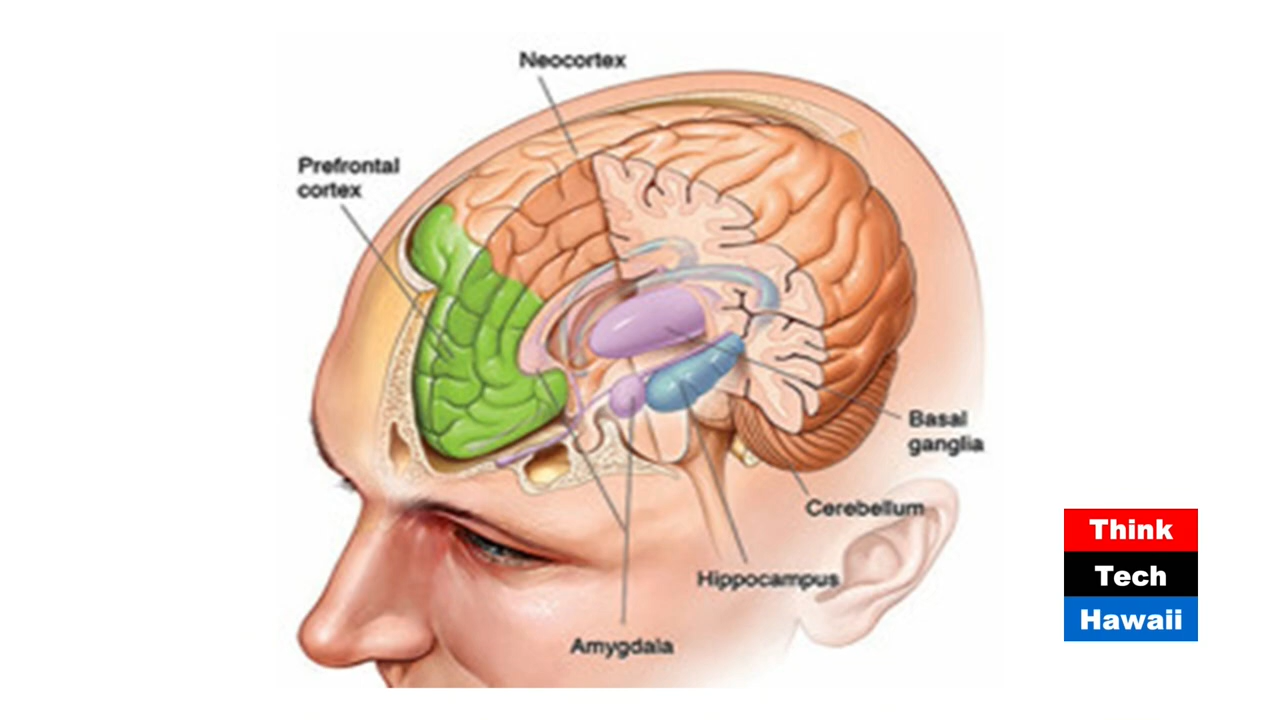 Neocortex
Prefrontal
cortex
Basal
ganglia
Cerebellum
Hippocampus
Amygdala
Think
Tech
Hawaii